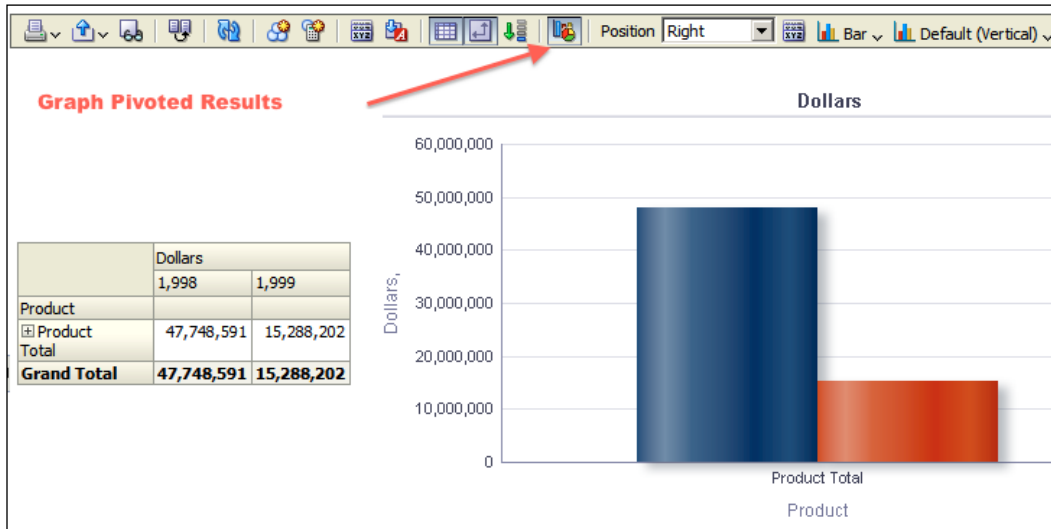 Position Right Bar Default (Vertical)
Graph Pivoted Results
Dollars
60,000,000
50,000,000
40,000,000
30,000,000
20,000,000
10,000,000
0
Dollars,
Product Total
Product
Dollars
1,998 1,999
Product
Product Total 47,748,591 15,288,202
Grand Total 47,748,591 15,288,202